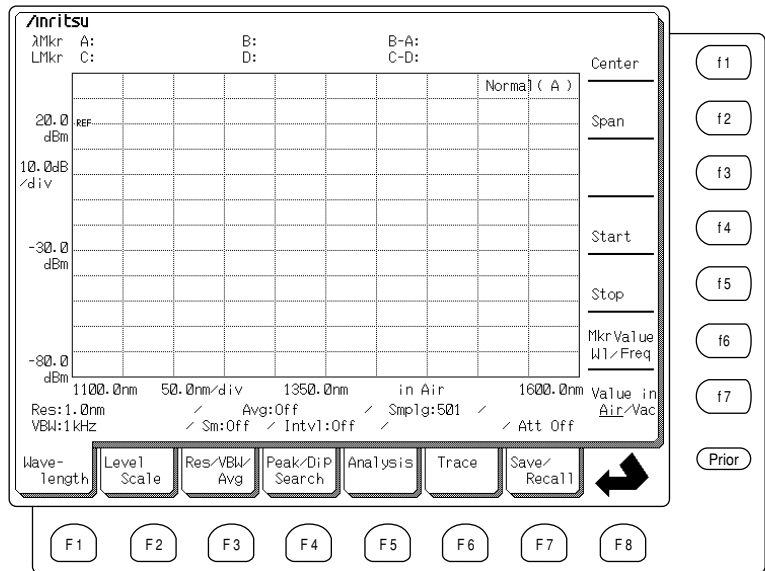 Anritsu
λMkr A: B: B-A:
LMkr C: D: C-D:
Normal ( A )
20.0 REF
dBm
10.0dB
/div
-30.0
dBm
-80.0
dBm
1100.0nm 50.0nm/div 1350.0nm in Air 1600.0nm
Res:1.0nm / Avg:Off / Smplg:501 /
VBW:1kHz / Sm:Off / Intvl:Off / / Att Off
Center
Span
Start
Stop
MkrValue
Wl/Freq
Value in
Air/Vac
f1
f2
f3
f4
f5
f6
f7
Prior
Wave-
length
Level
Scale
Res/VBW/
Avg
Peak/Dip
Search
Analysis
Trace
Save/
Recall
F1 F2 F3 F4 F5 F6 F7 F8